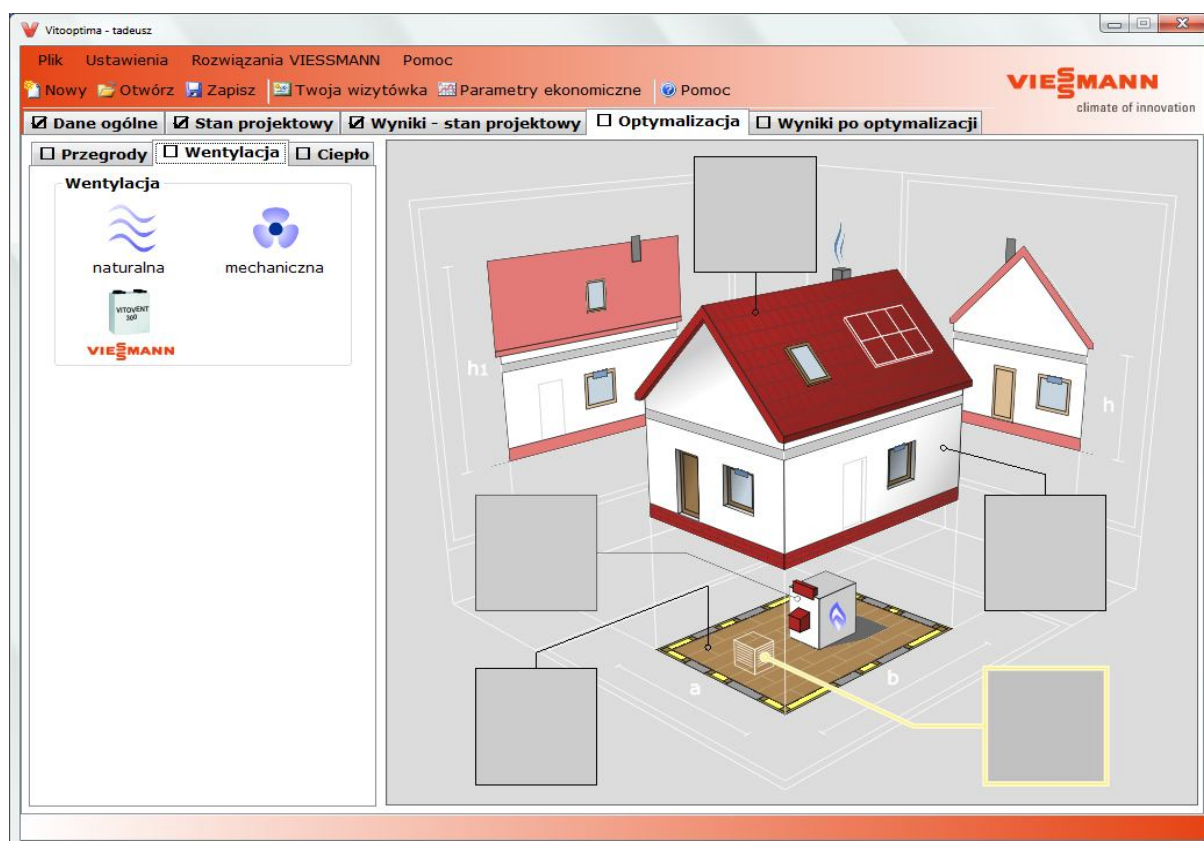 Vitooptima - tadeusz
Plik Ustawienia Rozwiązania VIESSMANN Pomoc
Nowy Otwórz Zapisz Twoja wizytówka Parametry ekonomiczne Pomoc
VIESSMANN
climate of innovation
Dane ogólne Stan projektowy Wyniki - stan projektowy Optymalizacja Wyniki po optymalizacji
Przegrody Wentylacja Ciepło
Wentylacja
naturalna mechaniczna
VITOVENT
300
VIESSMANN
h1
h
a
b